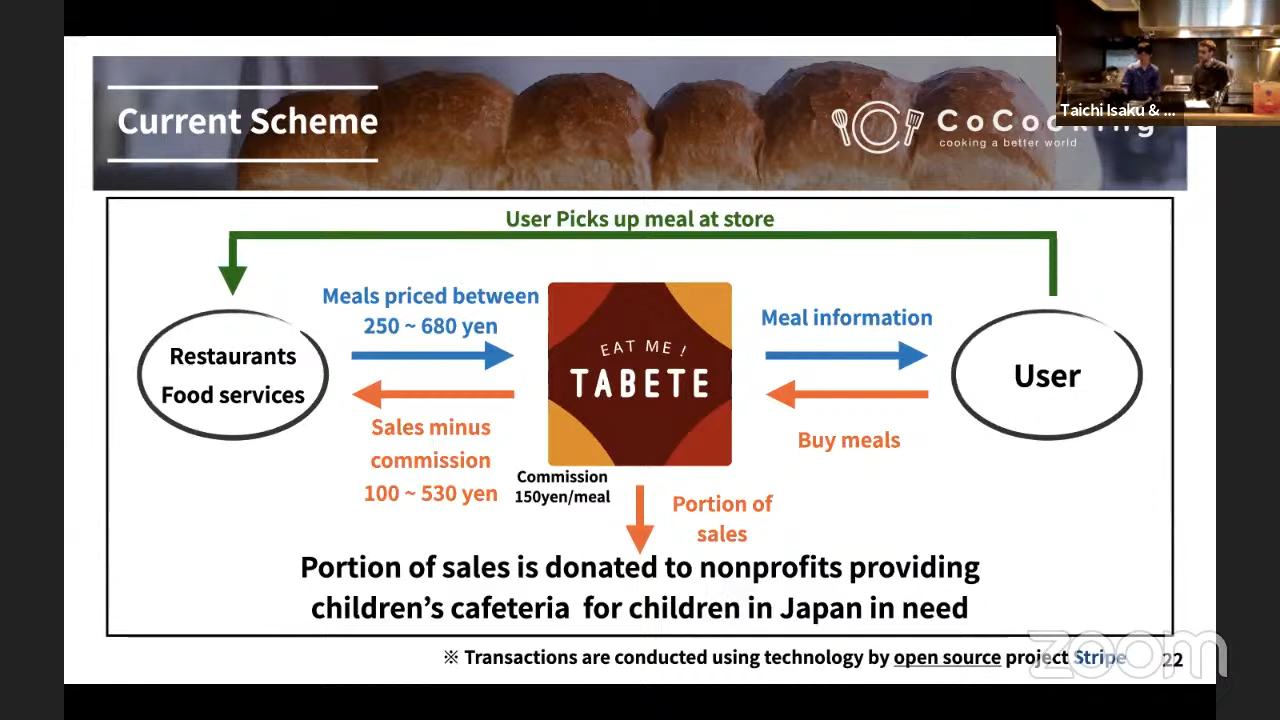 Current Scheme
CoCooking
cooking a better world
Taichi Isaku & ...
User Picks up meal at store
Meals priced between
250 ~ 680 yen
Meal information
Restaurants
Food services
EAT ME !
TABETE
User
Sales minus
commission
100 ~ 530 yen
Buy meals
Commission
150yen/meal
Portion of
sales
Portion of sales is donated to nonprofits providing
children’s cafeteria for children in Japan in need
※ Transactions are conducted using technology by open source project Stripe
22
zoom